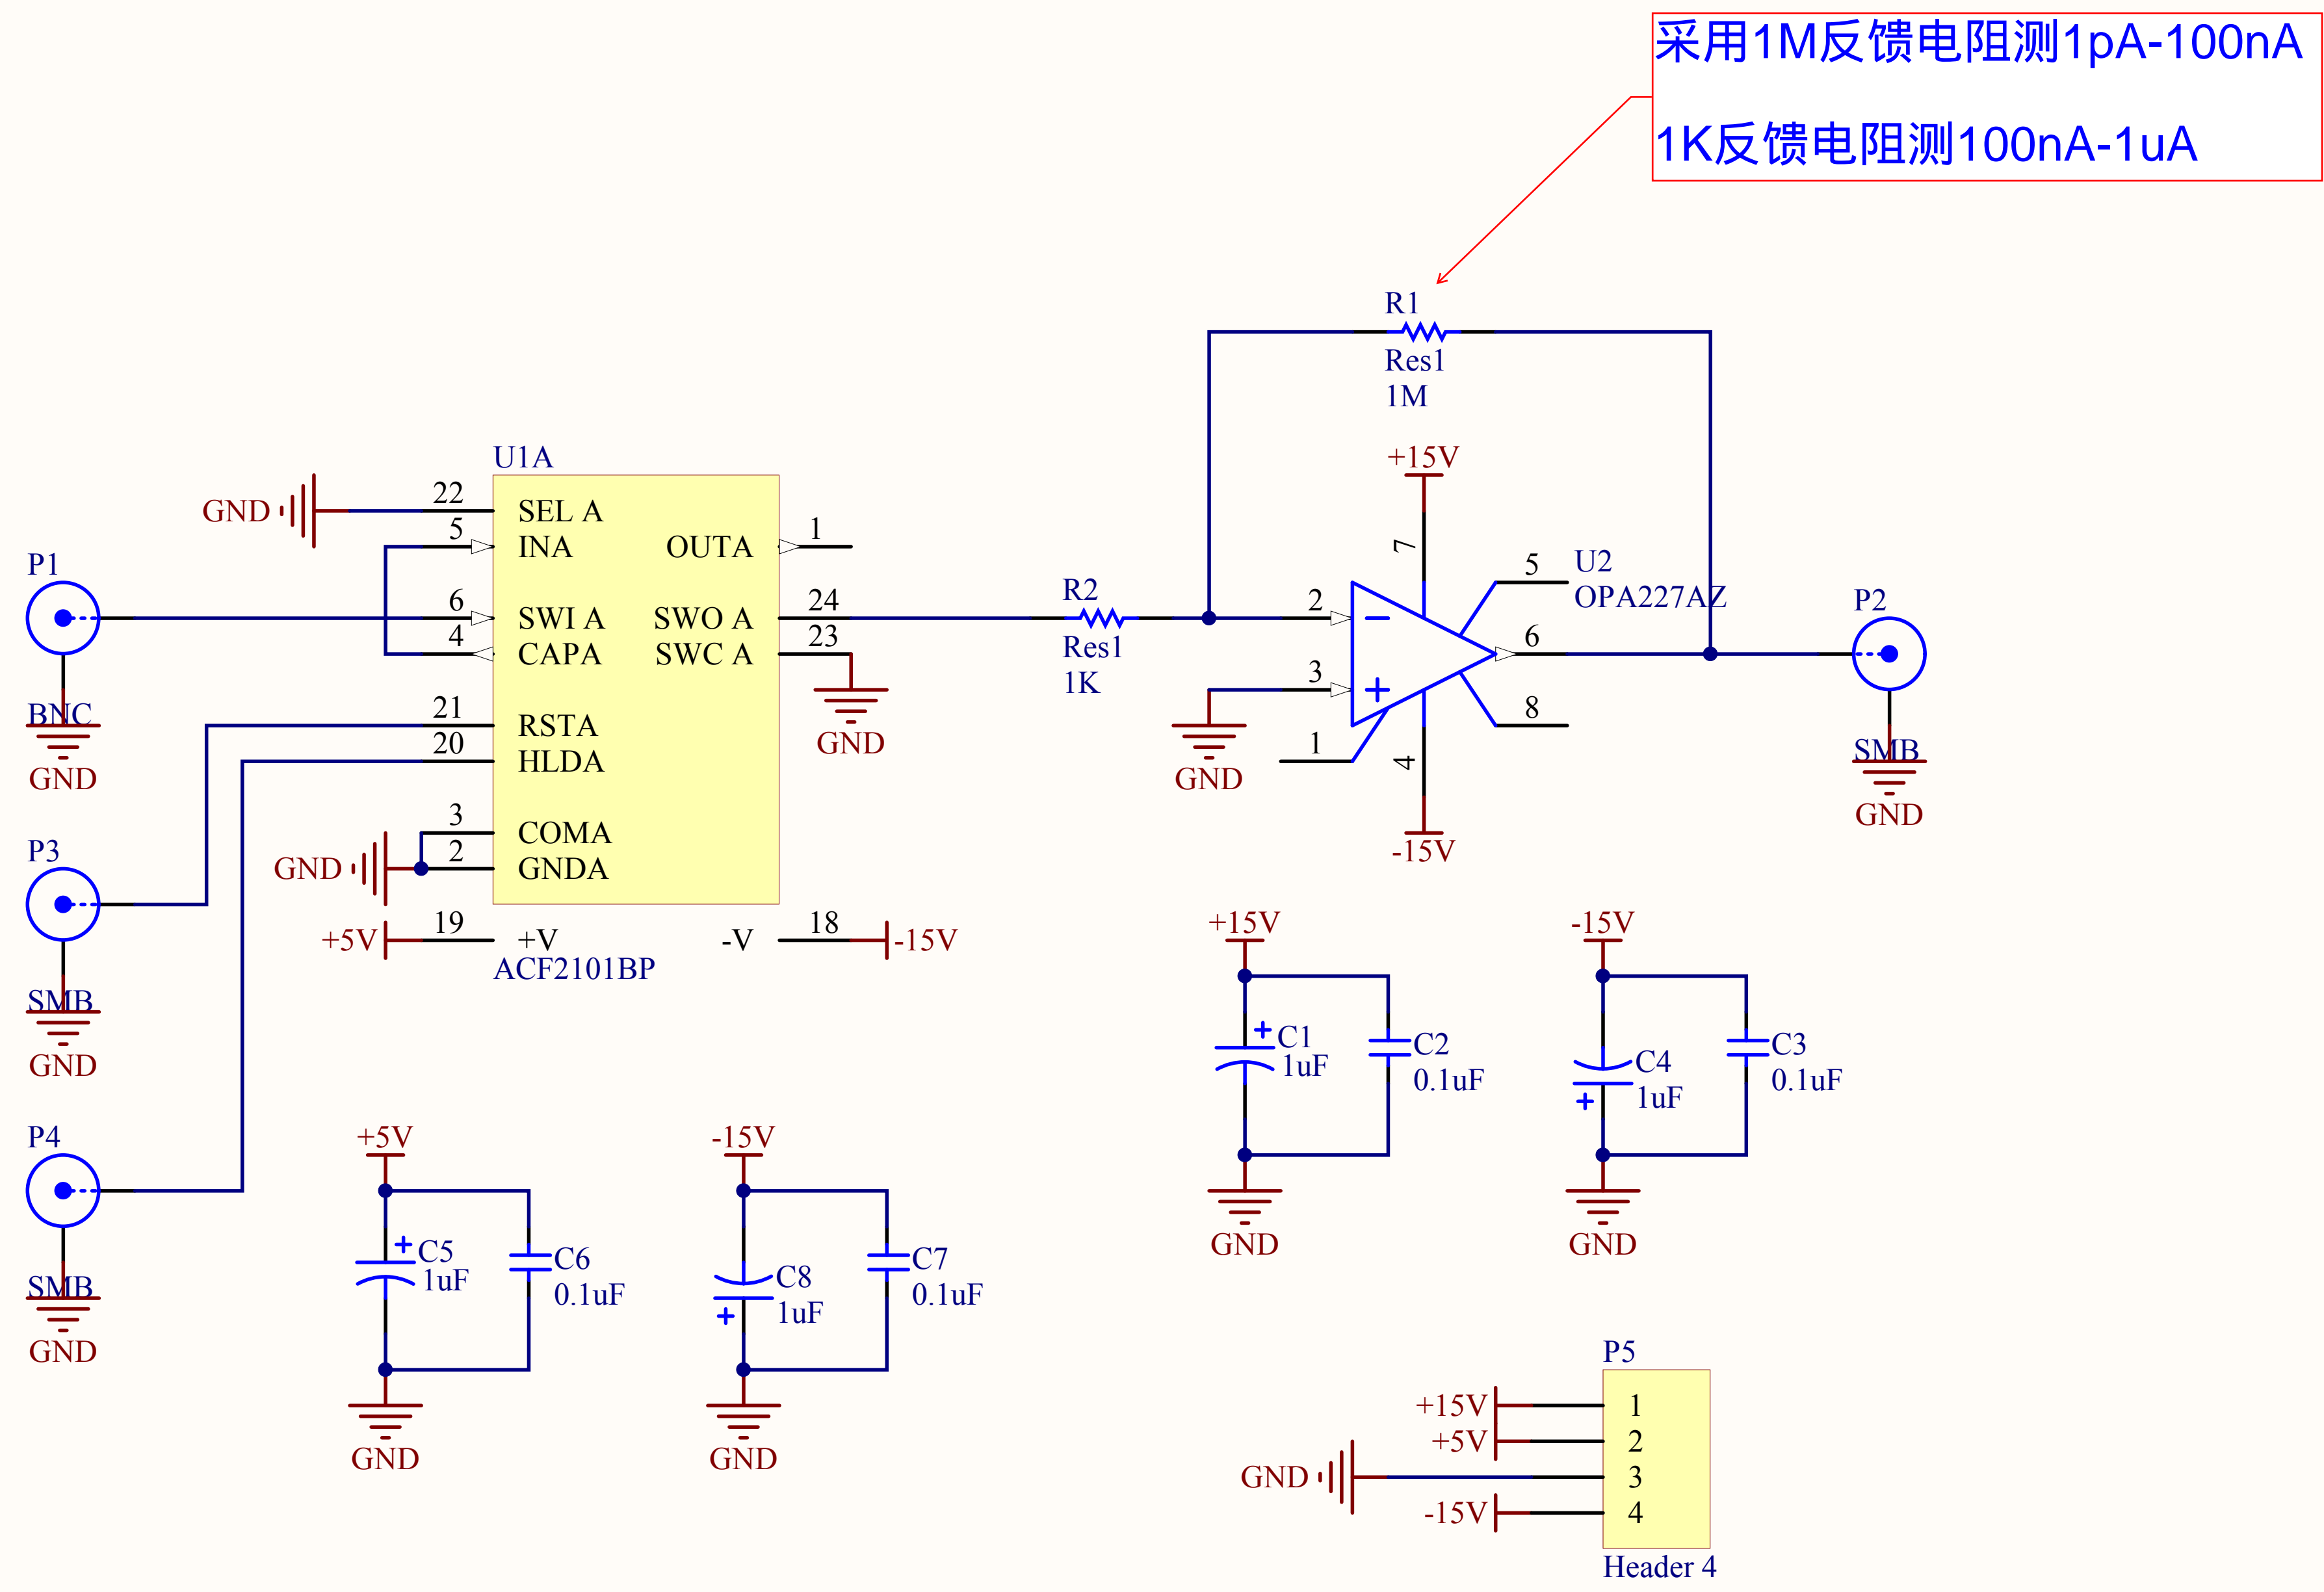 采用1M反馈电阻测1pA-100nA
1K反馈电阻测100nA-1uA
R1
Res1
1M
U1A
GND
22
SEL A
5
INA
OUTA
1
P1
6
SWI A
SWO A
24
4
CAPA
SWC A
23
BNC
GND
21
RSTA
20
HLDA
GND
3
COMA
GND
2
GNDA
+5V
19
+V
-V
18
-15V
ACF2101BP
P3
SMB
GND
P4
SMB
GND
R2
Res1
1K
+15V
7
2
3
GND
1
4
-15V
5
U2
OPA227AZ
6
8
P2
SMB
GND
+15V
C1
1uF
C2
0.1uF
GND
-15V
C4
1uF
C3
0.1uF
GND
+5V
C5
1uF
C6
0.1uF
GND
-15V
C8
1uF
C7
0.1uF
GND
P5
+15V
1
+5V
2
GND
3
-15V
4
Header 4